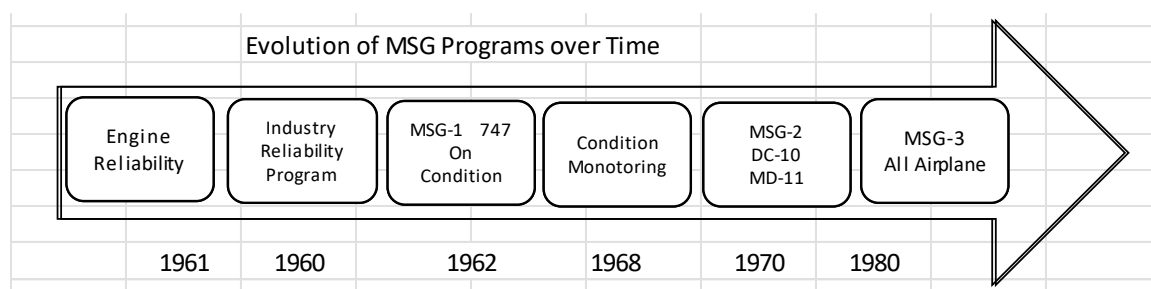 Evolution of MSG Programs over Time
Engine
Reliability
Industry
Reliability
Program
MSG-1 747
On
Condition
Condition
Monotoring
MSG-2
DC-10
MD-11
MSG-3
All Airplane
1961 1960 1962 1968 1970 1980